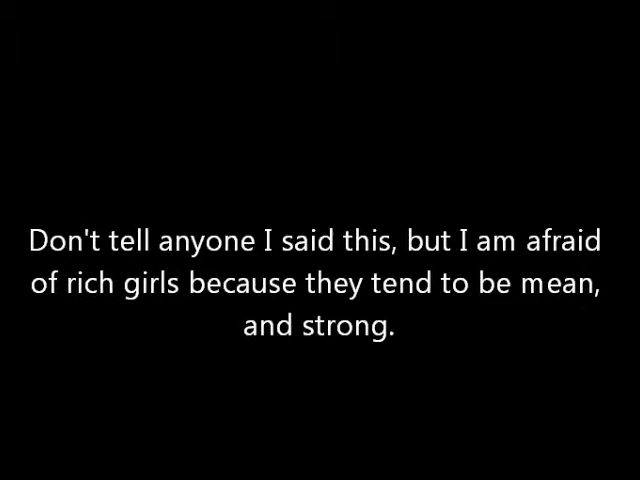 Don't tell anyone I said this, but I am afraid
of rich girls because they tend to be mean,
and strong.